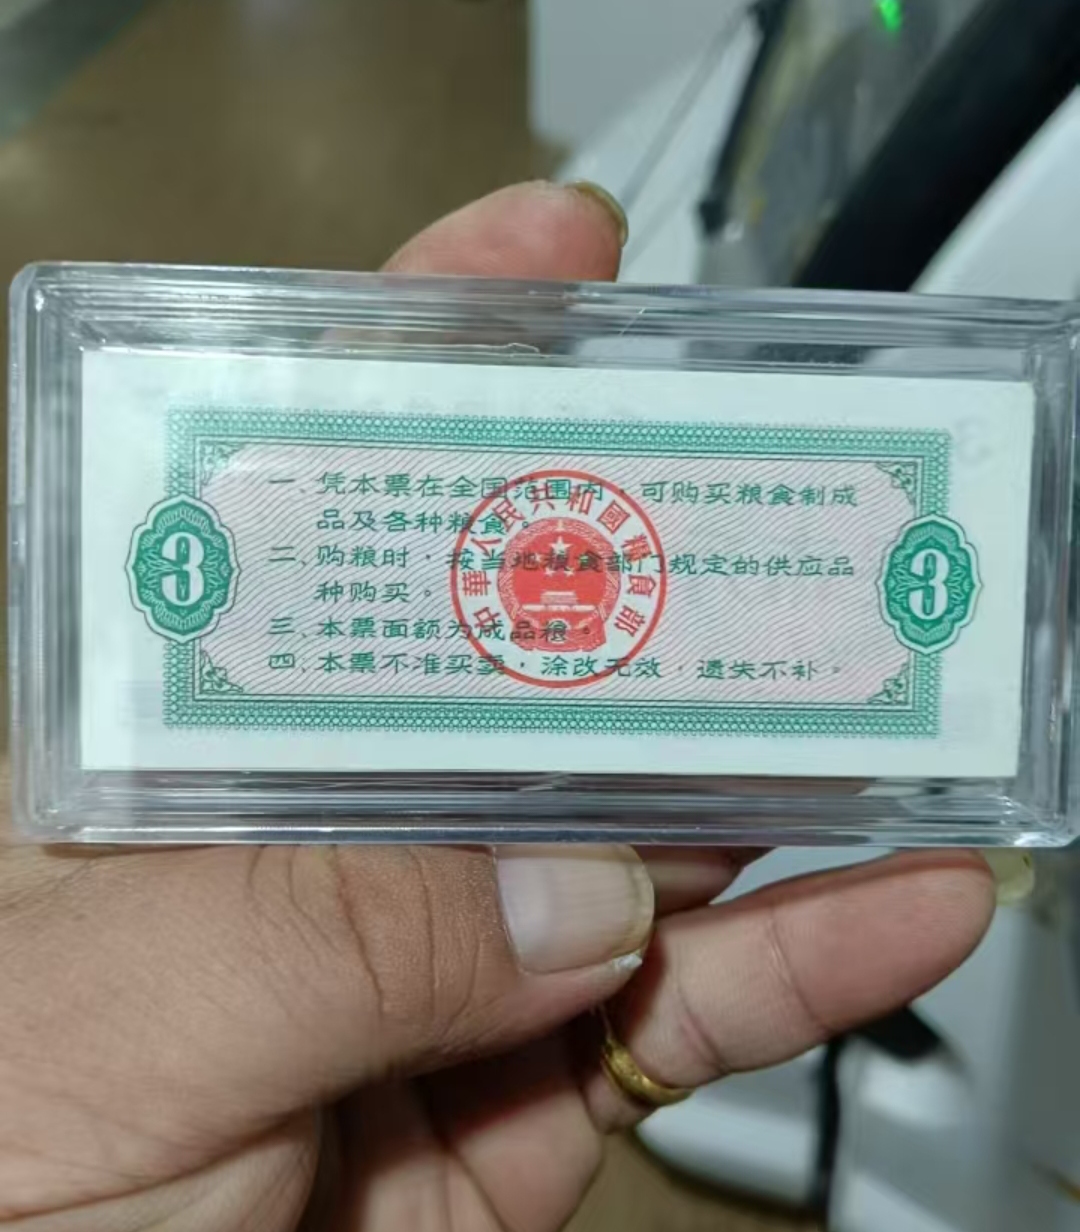 一、凭本票在全国范围内，可购买粮食制成
品及各种粮食。
3
二、购粮时，按当地粮食部门规定的供应品
种购买。
3
三、本票面额为成品粮。
四、本票不准买卖，涂改无效，遗失不补。
中華人民共和國粮食部